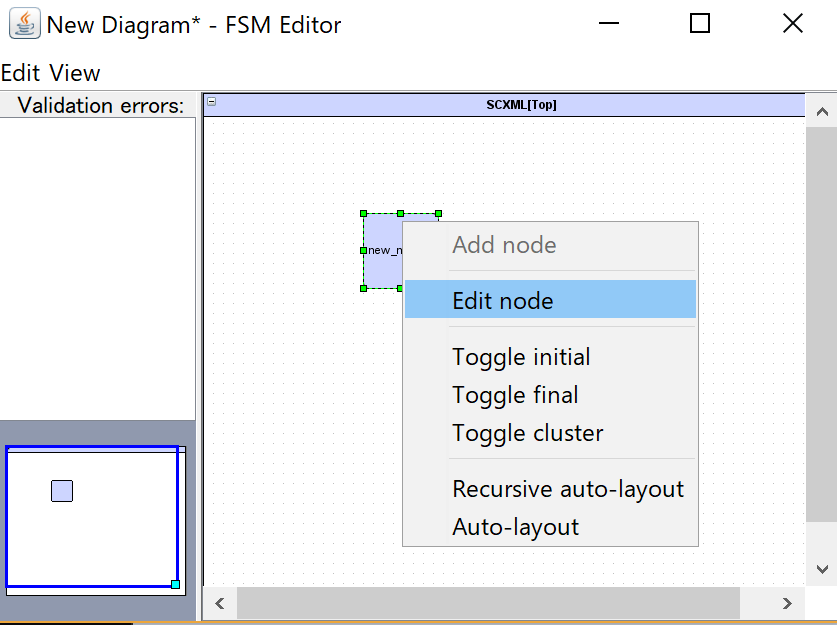 New Diagram* - FSM Editor
Edit View
Validation errors:
SCXML[Top]
Add node
Edit node
Toggle initial
Toggle final
Toggle cluster
Recursive auto-layout
Auto-layout